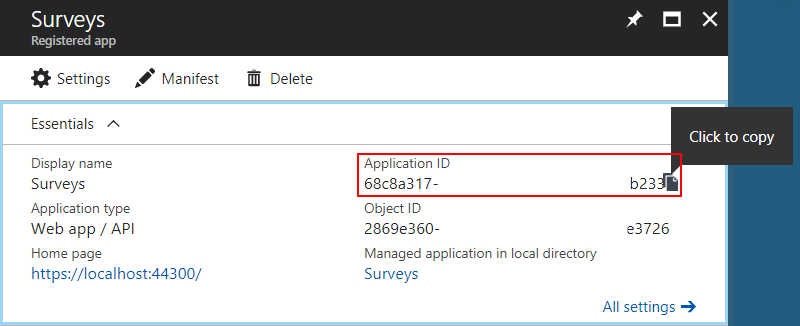 Surveys
Registered app
Settings Manifest Delete
Essentials
Click to copy
Display name Application ID
Surveys 68c8a317- b233
Application type Object ID
Web app / API 2869e360- e3726
Home page Managed application in local directory
https://localhost:44300/ Surveys
All settings